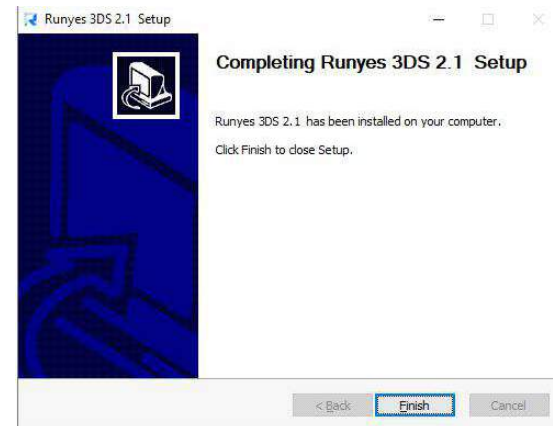 Runyes 3DS 2.1 Setup
Completing Runyes 3DS 2.1 Setup
Runyes 3DS 2.1 has been installed on your computer.
Click Finish to close Setup.
< Back
Finish
Cancel